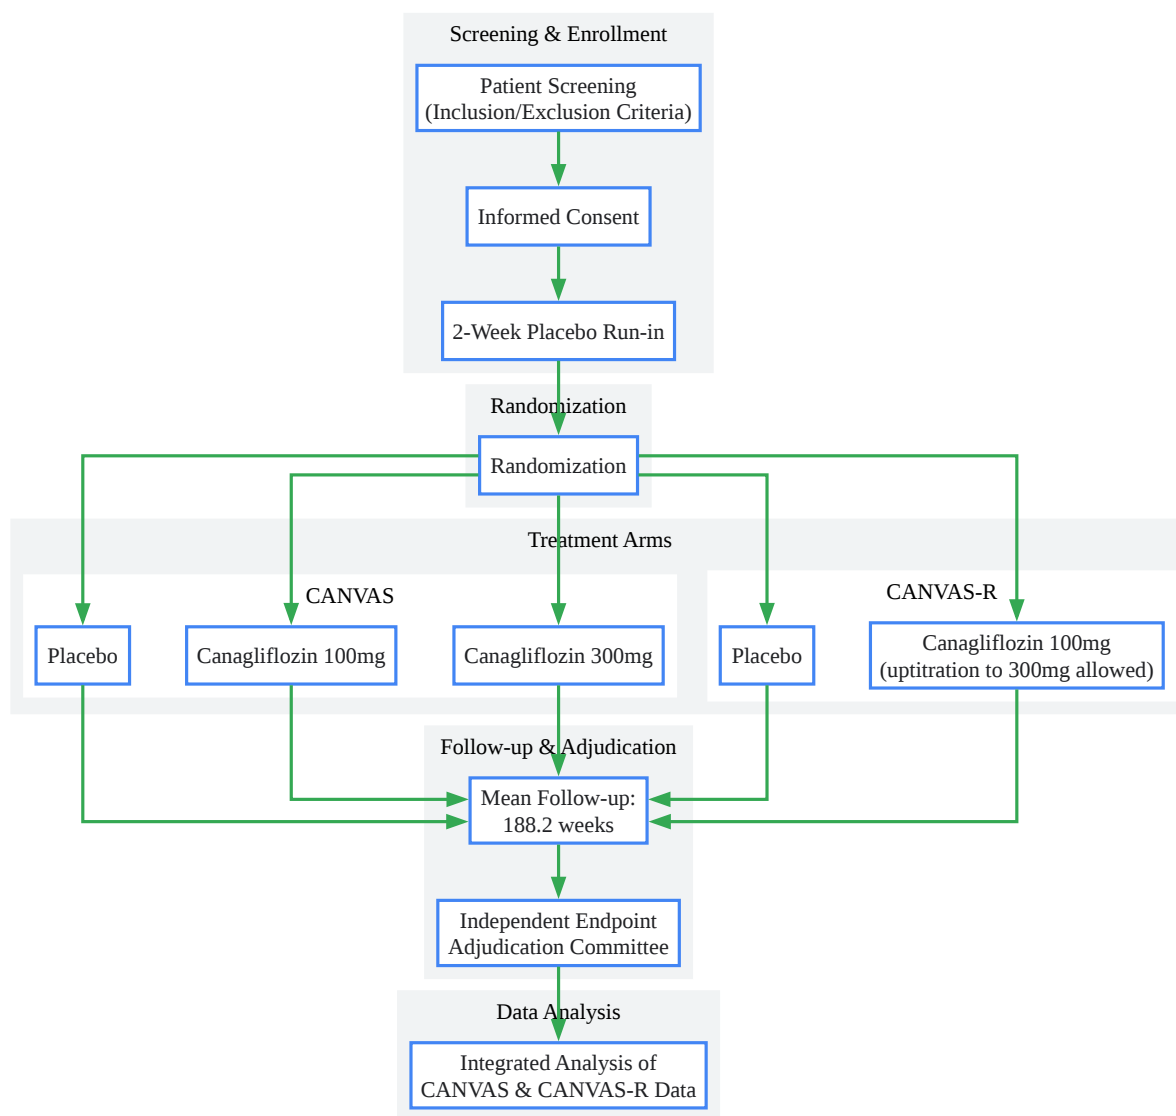 Screening & Enrollment
Patient Screening
(Inclusion/Exclusion Criteria)
Informed Consent
2-Week Placebo Run-in
Randomization
Randomization
Treatment Arms
CANVAS
CANVAS-R
Placebo
Canagliflozin 100mg
Canagliflozin 300mg
Placebo
Canagliflozin 100mg
(uptitration to 300mg allowed)
Follow-up & Adjudication
Mean Follow-up:
188.2 weeks
Independent Endpoint
Adjudication Committee
Data Analysis
Integrated Analysis of
CANVAS & CANVAS-R Data